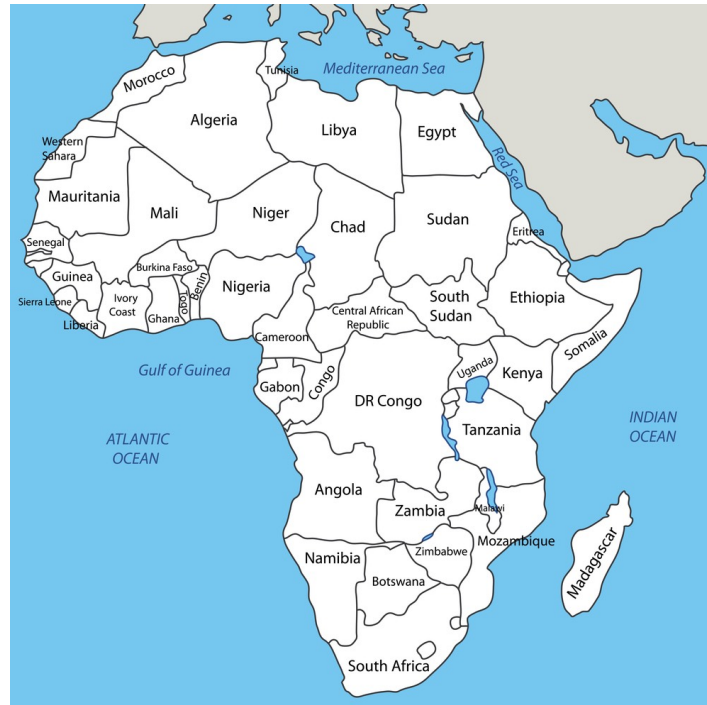 Mediterranean Sea
Tunisia
Morocco
Algeria
Libya
Egypt
Western
Sahara
Red Sea
Mauritania
Mali
Niger
Chad
Sudan
Eritrea
Senegal
Burkina Faso
Guinea
Benin
Nigeria
Togo
Sierra Leone
Ivory
Coast
Ghana
Liberia
Central African
Republic
South
Sudan
Ethiopia
Somalia
Cameroon
Gulf of Guinea
Gabon
Congo
DR Congo
Uganda
Kenya
INDIAN
OCEAN
Tanzania
ATLANTIC
OCEAN
Angola
Zambia
Malawi
Mozambique
Zimbabwe
Namibia
Botswana
Madagascar
South Africa